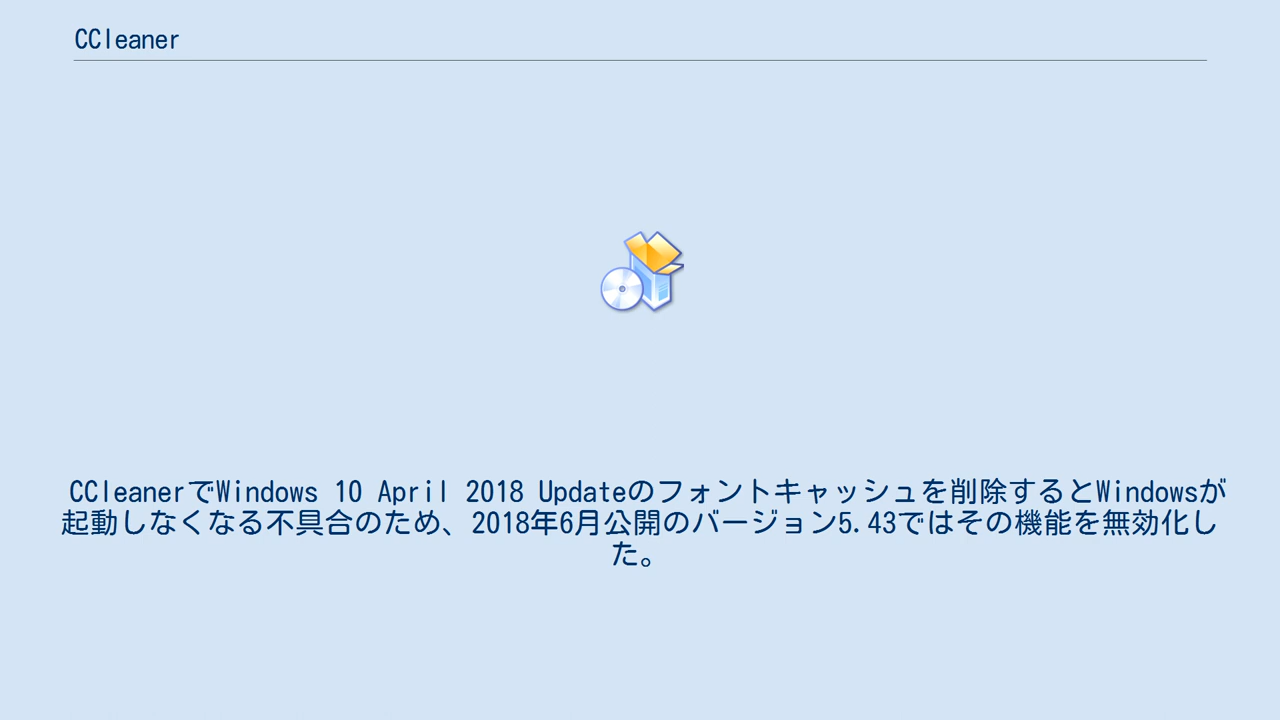 CCleaner
CCleanerでWindows 10 April 2018 Updateのフォントキャッシュを削除するとWindowsが
起動しなくなる不具合のため、2018年6月公開のバージョン5.43ではその機能を無効化し
た。